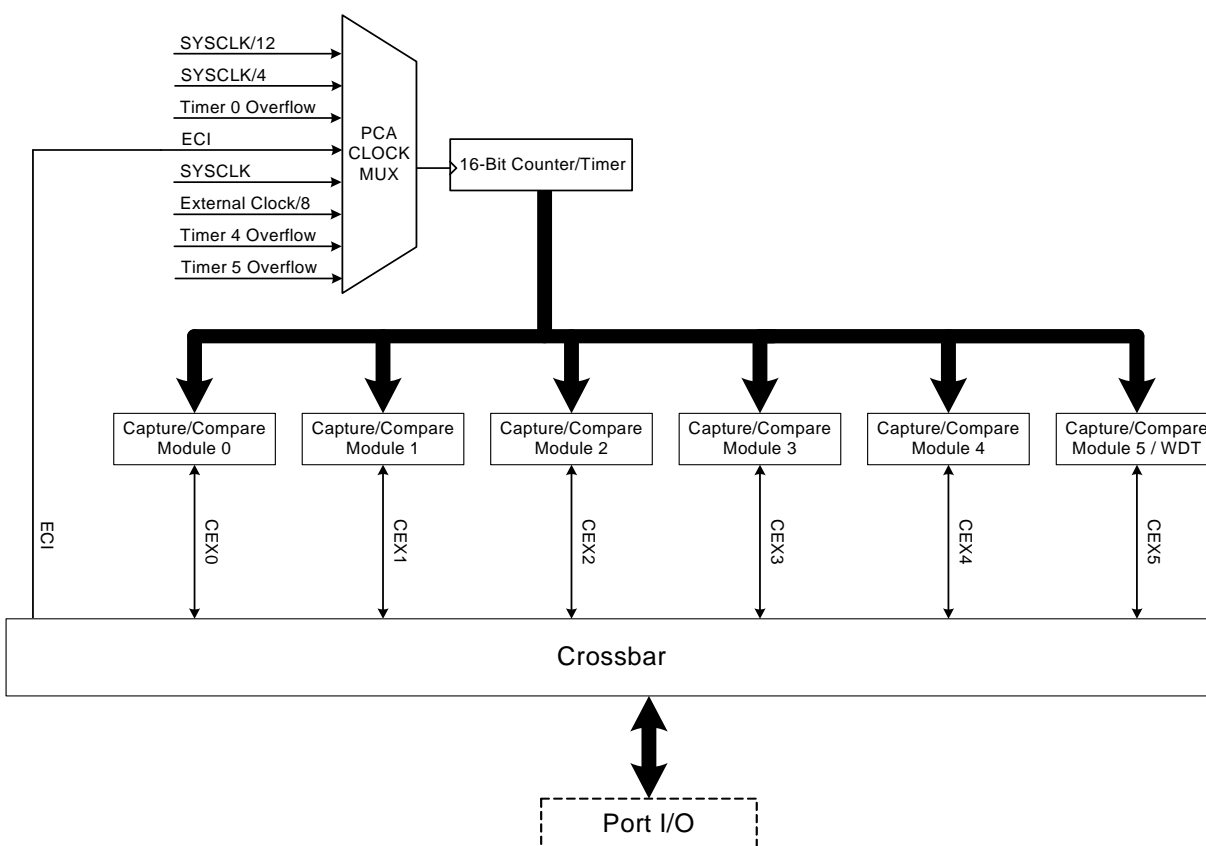 SYSCLK/12
SYSCLK/4
Timer 0 Overflow
ECI
SYSCLK
External Clock/8
Timer 4 Overflow
Timer 5 Overflow
PCA
CLOCK
MUX
16-Bit Counter/Timer
Capture/Compare
Module 0
Capture/Compare
Module 1
Capture/Compare
Module 2
Capture/Compare
Module 3
Capture/Compare
Module 4
Capture/Compare
Module 5 / WDT
ECI
CEX0
CEX1
CEX2
CEX3
CEX4
CEX5
Crossbar
Port I/O